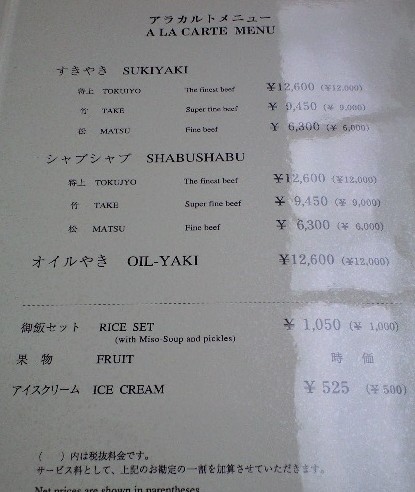 アラカルトメニュー
A LA CARTE MENU
すきやき SUKIYAKI
特上 TOKUJYO The finest beef ¥12,600 (¥12,000)
竹 TAKE Super fine beef ¥ 9,450 (¥ 9,000)
松 MATSU Fine beef ¥ 6,300 (¥ 6,000)
シャブシャブ SHABUSHABU
特上 TOKUJYO The finest beef ¥12,600 (¥12,000)
竹 TAKE Super fine beef ¥ 9,450 (¥ 9,000)
松 MATSU Fine beef ¥ 6,300 (¥ 6,000)
オイルやき OIL-YAKI ¥12,600 (¥12,000)
御飯セット RICE SET ¥ 1,050 (¥ 1,000)
(with Miso-Soup and pickles)
果物 FRUIT 時価
アイスクリーム ICE CREAM ¥ 525 (¥ 500)
( )内は税抜料金です。
サービス料として、上記のお勘定の一割を加算させていただきます。
Net prices are shown in parentheses